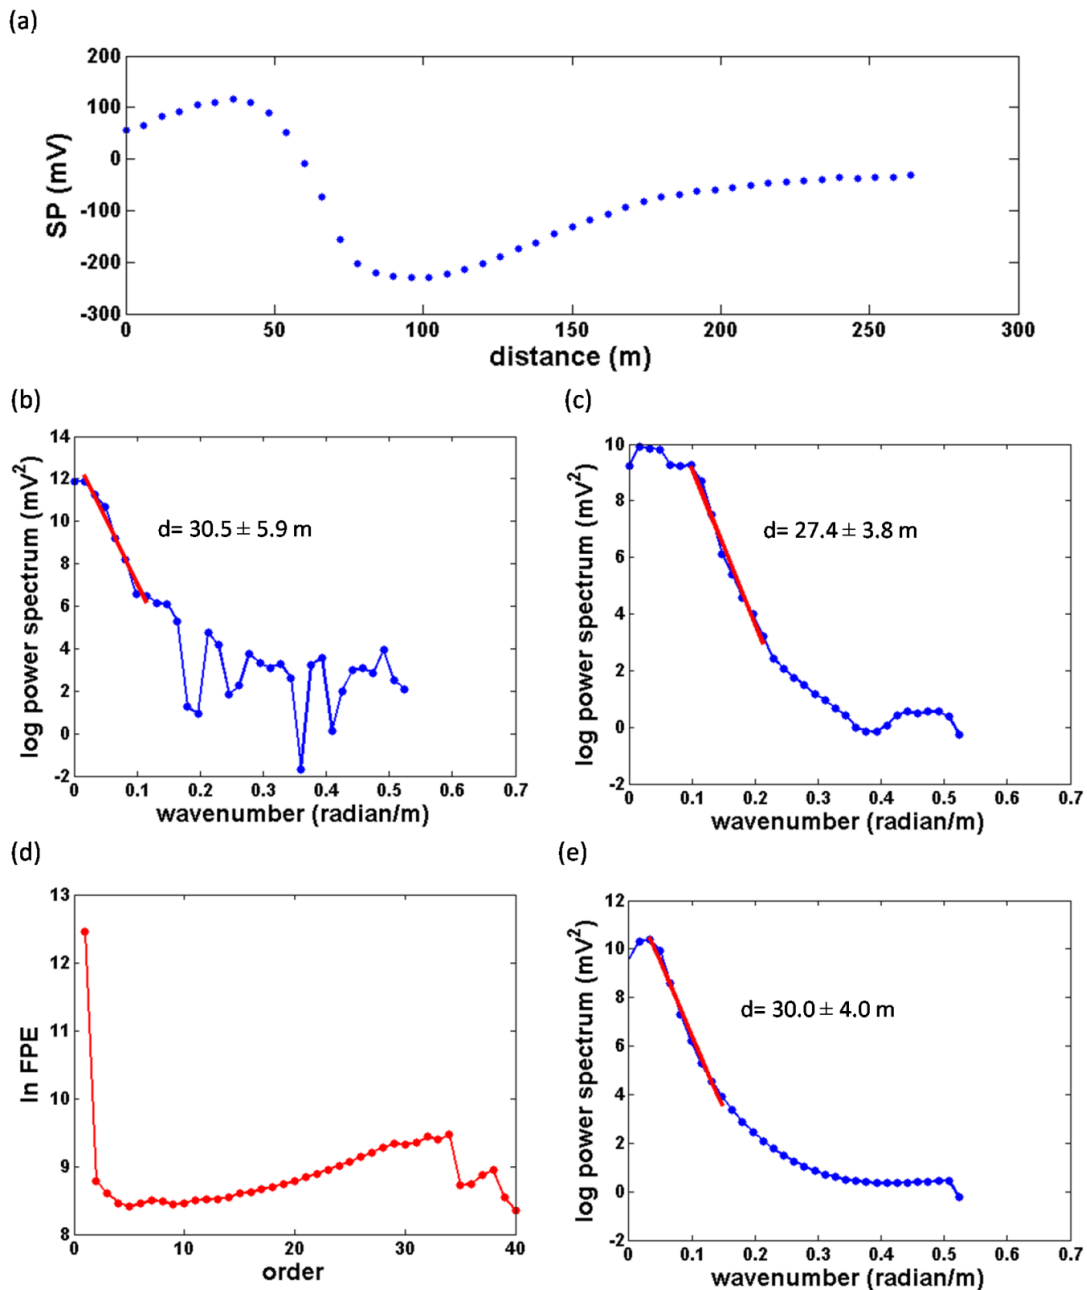 (a)
200
100
0
-100
-200
-300
SP (mV)
0 50 100 150 200 250 300
distance (m)
(b)
14
12
10
8
6
4
2
0
-2
log power spectrum (mV²)
d= 30.5 ± 5.9 m
0 0.1 0.2 0.3 0.4 0.5 0.6 0.7
wavenumber (radian/m)
(c)
10
8
6
4
2
0
-2
log power spectrum (mV²)
d= 27.4 ± 3.8 m
0 0.1 0.2 0.3 0.4 0.5 0.6 0.7
wavenumber (radian/m)
(d)
13
12
11
10
9
8
ln FPE
0 10 20 30 40
order
(e)
12
10
8
6
4
2
0
-2
log power spectrum (mV²)
d= 30.0 ± 4.0 m
0 0.1 0.2 0.3 0.4 0.5 0.6 0.7
wavenumber (radian/m)